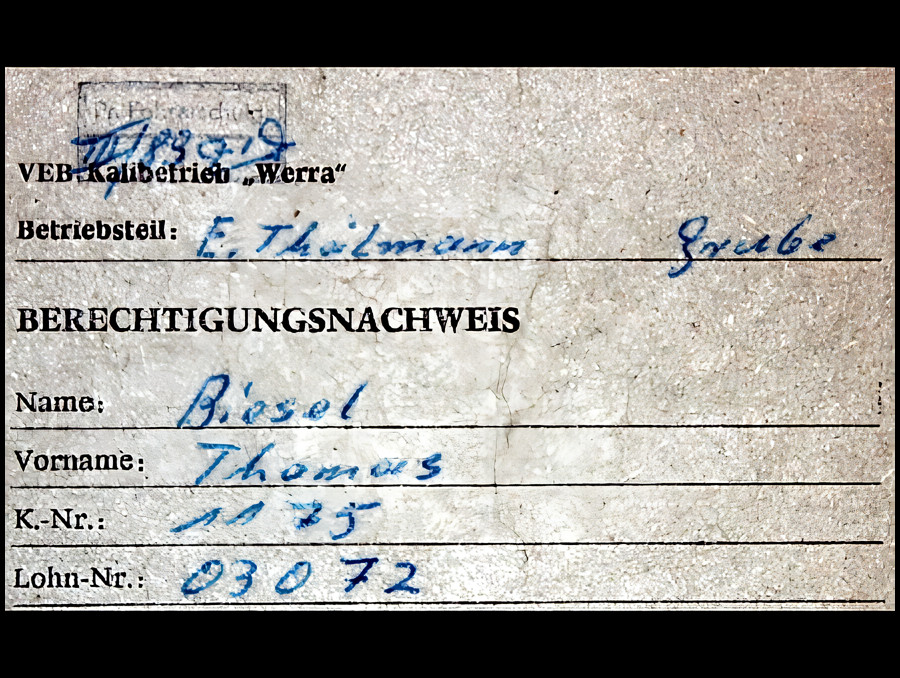 VEB Kalibetrieb „Werra“
Betriebsteil: E. Thälmann Grube
BERECHTIGUNGSNACHWEIS
Name: Biesel
Vorname: Thomas
K.-Nr.: 1175
Lohn-Nr.: 03072